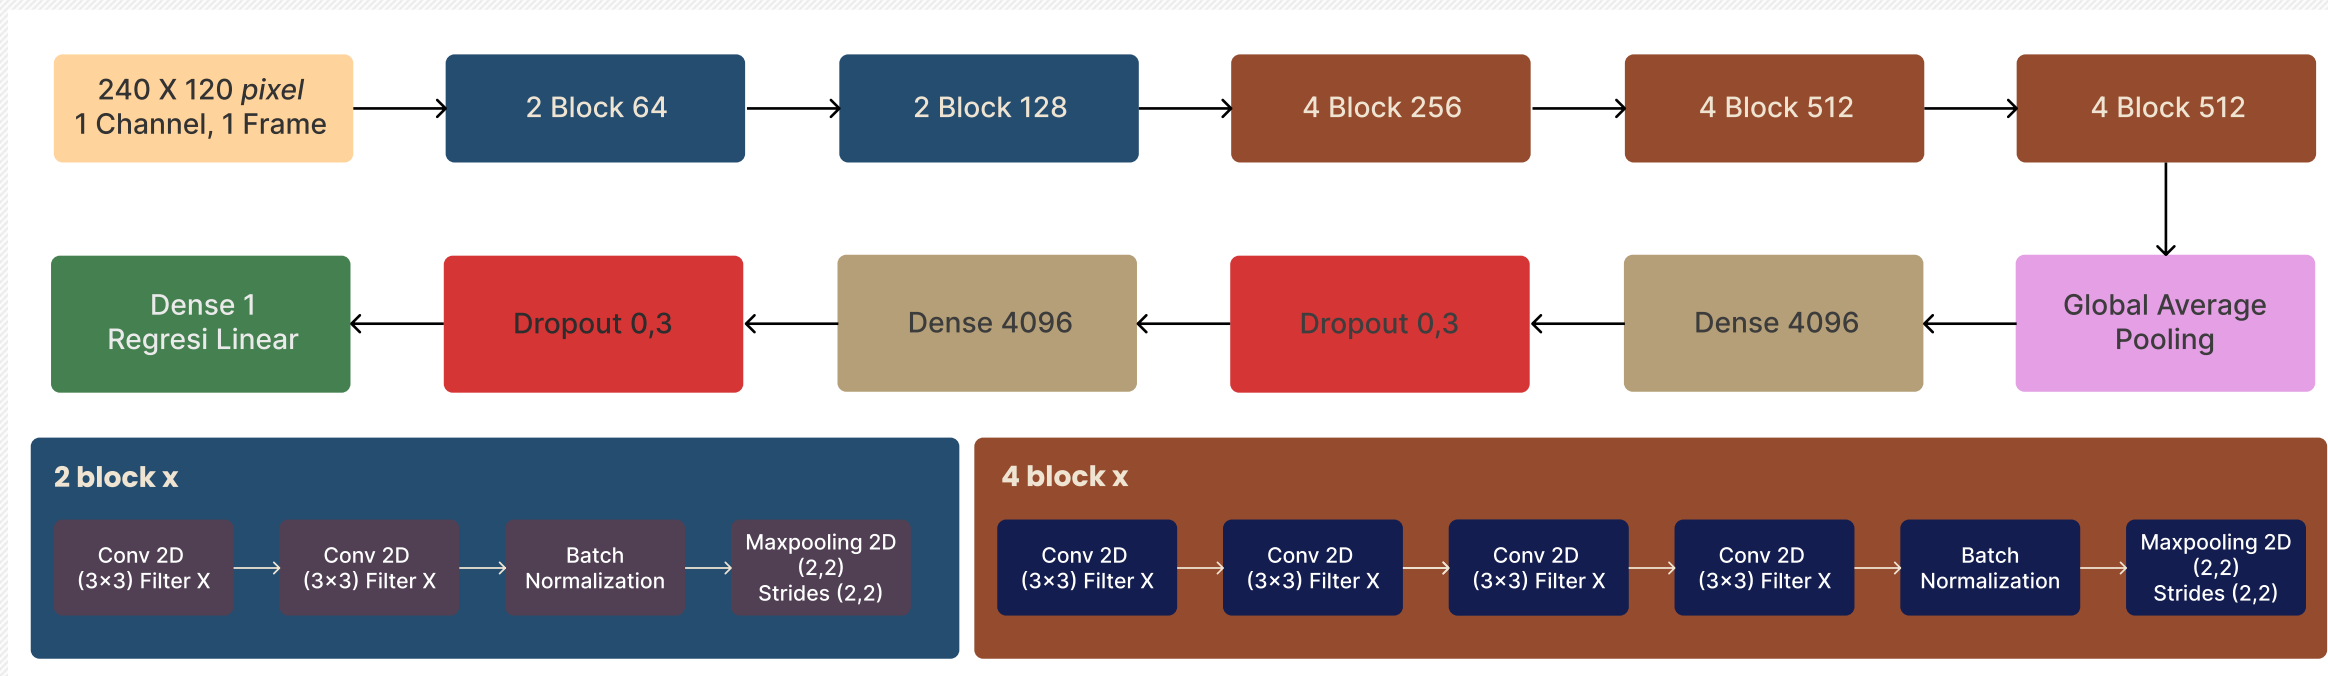 240 X 120 pixel
1 Channel, 1 Frame
2 Block 64
2 Block 128
4 Block 256
4 Block 512
4 Block 512
Global Average
Pooling
Dense 4096
Dropout 0,3
Dense 4096
Dropout 0,3
Dense 1
Regresi Linear
2 block x
Conv 2D
(3×3) Filter X
Conv 2D
(3×3) Filter X
Batch
Normalization
Maxpooling 2D
(2,2)
Strides (2,2)
4 block x
Conv 2D
(3×3) Filter X
Conv 2D
(3×3) Filter X
Conv 2D
(3×3) Filter X
Conv 2D
(3×3) Filter X
Batch
Normalization
Maxpooling 2D
(2,2)
Strides (2,2)